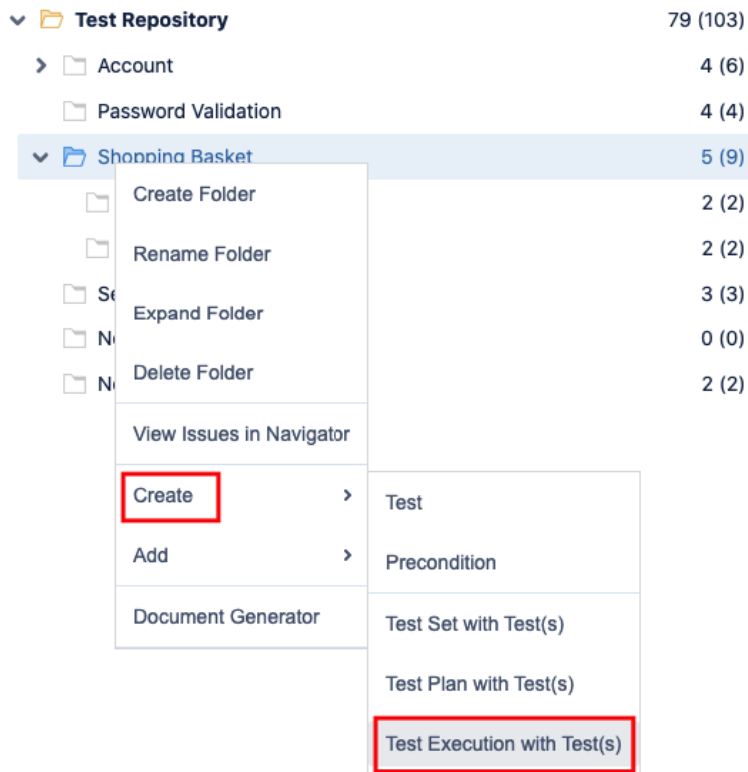 Test Repository 79 (103)
Account 4 (6)
Password Validation 4 (4)
Shopping Basket 5 (9)
Create Folder 2 (2)
Rename Folder 2 (2)
3 (3)
Expand Folder
0 (0)
Delete Folder 2 (2)
View Issues in Navigator
Create
Test
Add
Precondition
Document Generator
Test Set with Test(s)
Test Plan with Test(s)
Test Execution with Test(s)